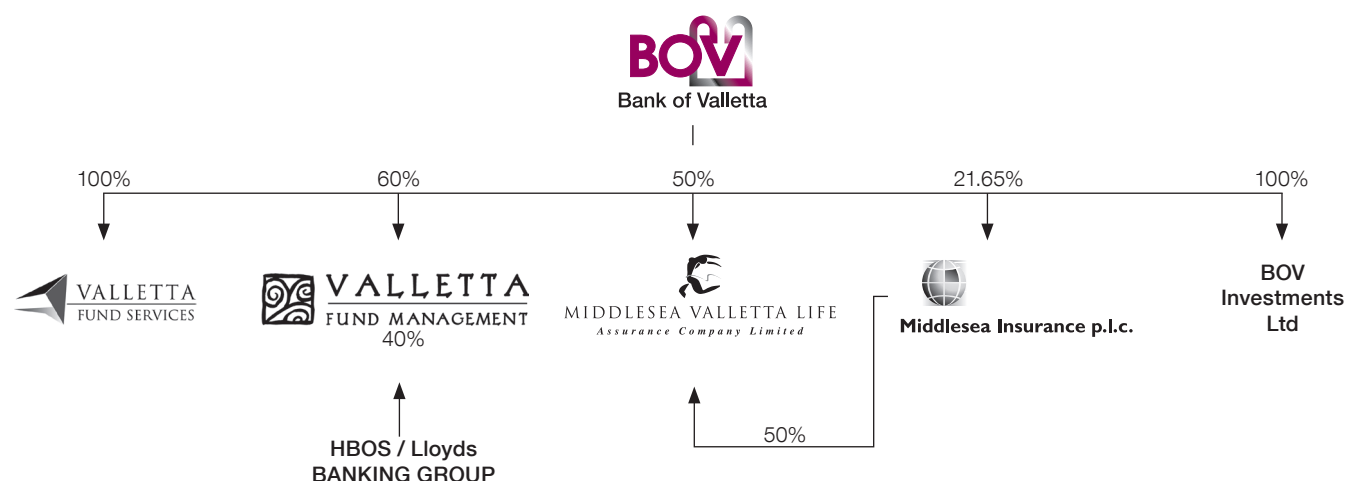 BOV
Bank of Valletta
100%
60%
50%
21.65%
100%
VALLETTA
FUND SERVICES
VALLETTA
FUND MANAGEMENT
40%
HBOS / Lloyds
BANKING GROUP
MIDDLESEA VALLETTA LIFE
Assurance Company Limited
50%
Middlesea Insurance p.l.c.
BOV
Investments
Ltd